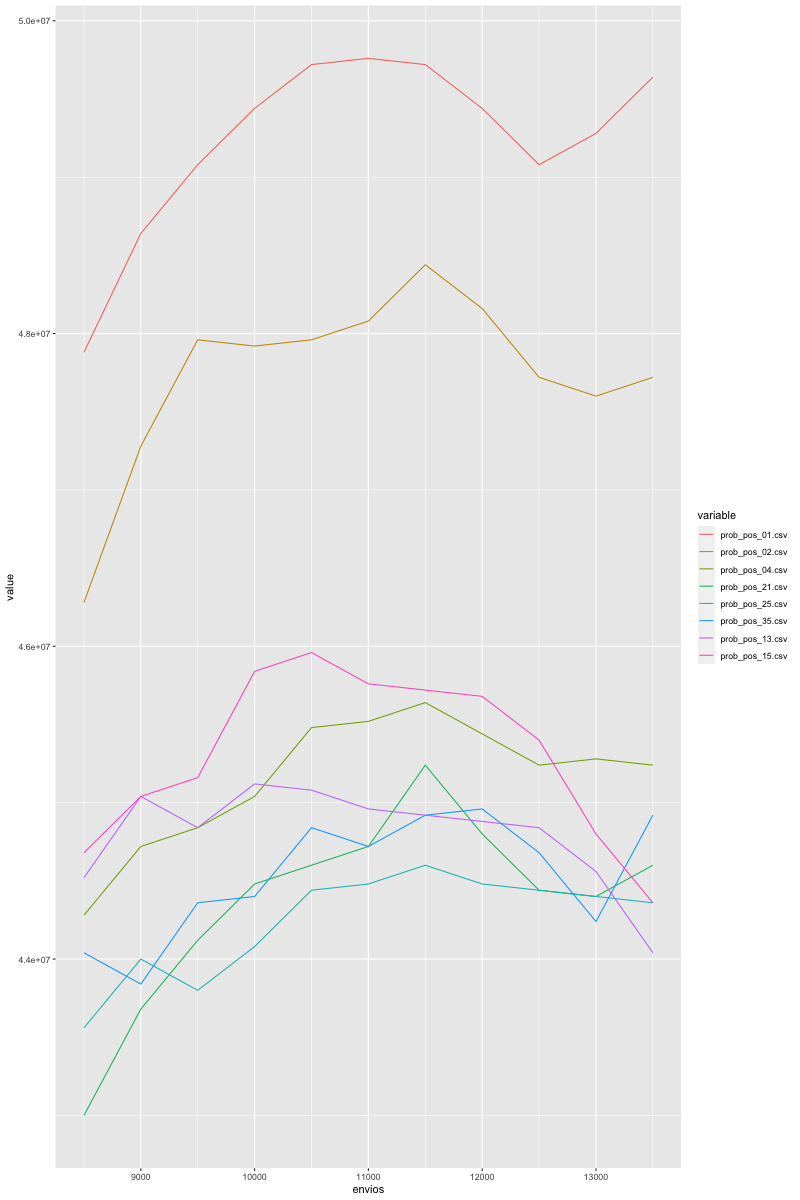 5.0e+07
4.8e+07
4.6e+07
4.4e+07
value
9000 10000 11000 12000 13000
envios
variable
prob_pos_01.csv
prob_pos_02.csv
prob_pos_04.csv
prob_pos_21.csv
prob_pos_25.csv
prob_pos_35.csv
prob_pos_13.csv
prob_pos_15.csv